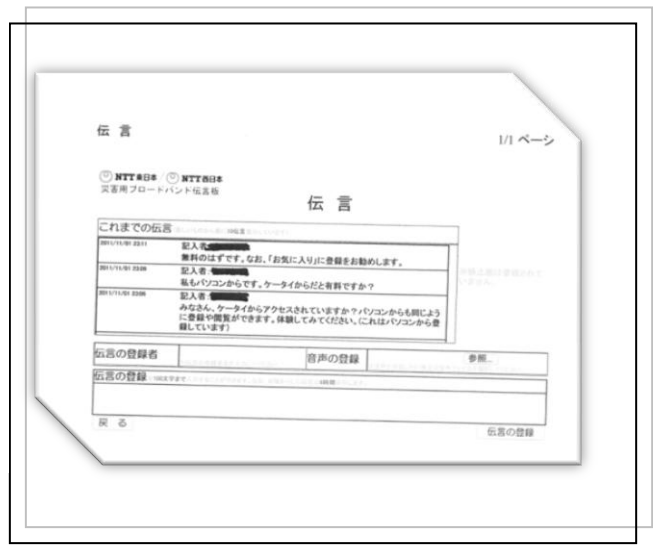 伝 言
1/1 ページ
NTT東日本 NTT西日本
災害用ブロードバンド伝言板
伝 言
これまでの伝言
2011/11/01 23:11 記入者:
無料のはずです。なお、「お気に入り」に登録をお勧めします。
記入者:
私もパソコンからです。ケータイからだと有料ですか？
記入者:
みなさん、ケータイからアクセスされていますか？パソコンからも同じよう
に登録や閲覧ができます。体験してみてください。(これはパソコンから登
録しています)
伝言の登録者 音声の登録 参照...
伝言の登録
戻 る
伝言の登録